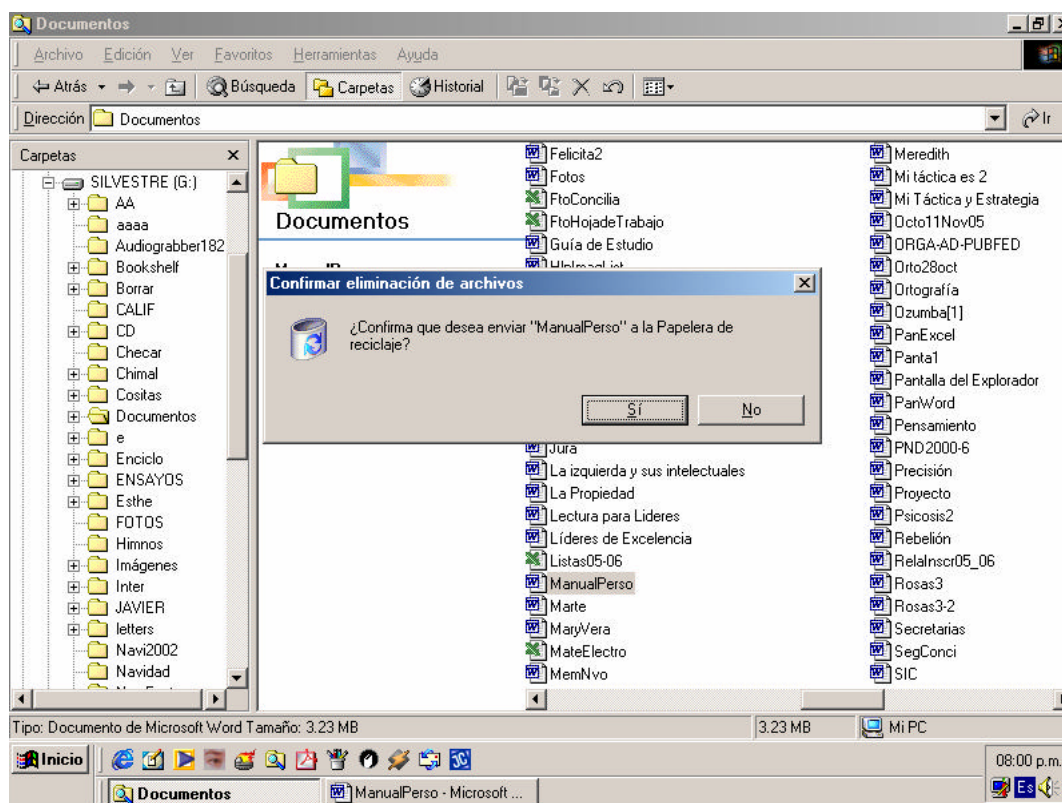 Documentos
Archivo Edición Ver Favoritos Herramientas Ayuda
Atrás Búsqueda Carpetas Historial
Dirección Documentos Ir
Carpetas
SILVESTRE (G:)
AA
aaaa
Audiograbber182
Bookshelf
Borrar
CALIF
CD
Checar
Chimal
Cositas
Documentos
e
Enciclo
ENSAYOS
Esthe
FOTOS
Himnos
Imágenes
Inter
JAVIER
letters
Navi2002
Navidad
Documentos
Felicita2
Fotos
FtoConcilia
FtoHojadeTrabajo
Guía de Estudio
Confirmar eliminación de archivos
¿Confirma que desea enviar "ManualPerso" a la Papelera de
reciclaje?
Sí No
Jura
La izquierda y sus intelectuales
La Propiedad
Lectura para Lideres
Líderes de Excelencia
Listas05-06
ManualPerso
Marte
MaryVera
MateElectro
MemNvo
Meredith
Mi táctica es 2
Mi Táctica y Estrategia
Octo11Nov05
ORGA-AD-PUBFED
Orto28oct
Ortografía
Ozumba[1]
PanExcel
Panta1
Pantalla del Explorador
PanWord
Pensamiento
PND2000-6
Precisión
Proyecto
Psicosis2
Rebelión
RelaInscr05_06
Rosas3
Rosas3-2
Secretarias
SegConci
SIC
Tipo: Documento de Microsoft Word Tamaño: 3.23 MB 3.23 MB Mi PC
Inicio 08:00 p.m.
Documentos ManualPerso - Microsoft ... Es